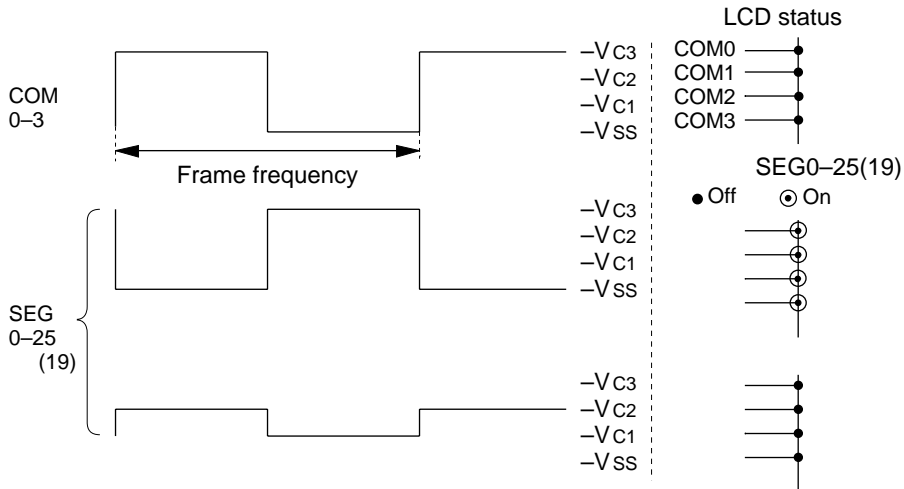 LCD status
–VC3
–VC2
–VC1
–VSS
COM
0–3
Frame frequency
COM0
COM1
COM2
COM3
SEG0–25(19)
Off
On
SEG
0–25
(19)
–VC3
–VC2
–VC1
–VSS
–VC3
–VC2
–VC1
–VSS